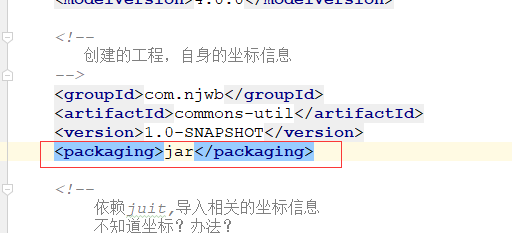 <modelVersion>4.0.0</modelVersion>
<!--
创建的工程，自身的坐标信息
-->
<groupId>com.njwb</groupId>
<artifactId>commons-util</artifactId>
<version>1.0-SNAPSHOT</version>
<packaging>jar</packaging>
<!--
依赖juit,导入相关的坐标信息
不知道坐标？办法？